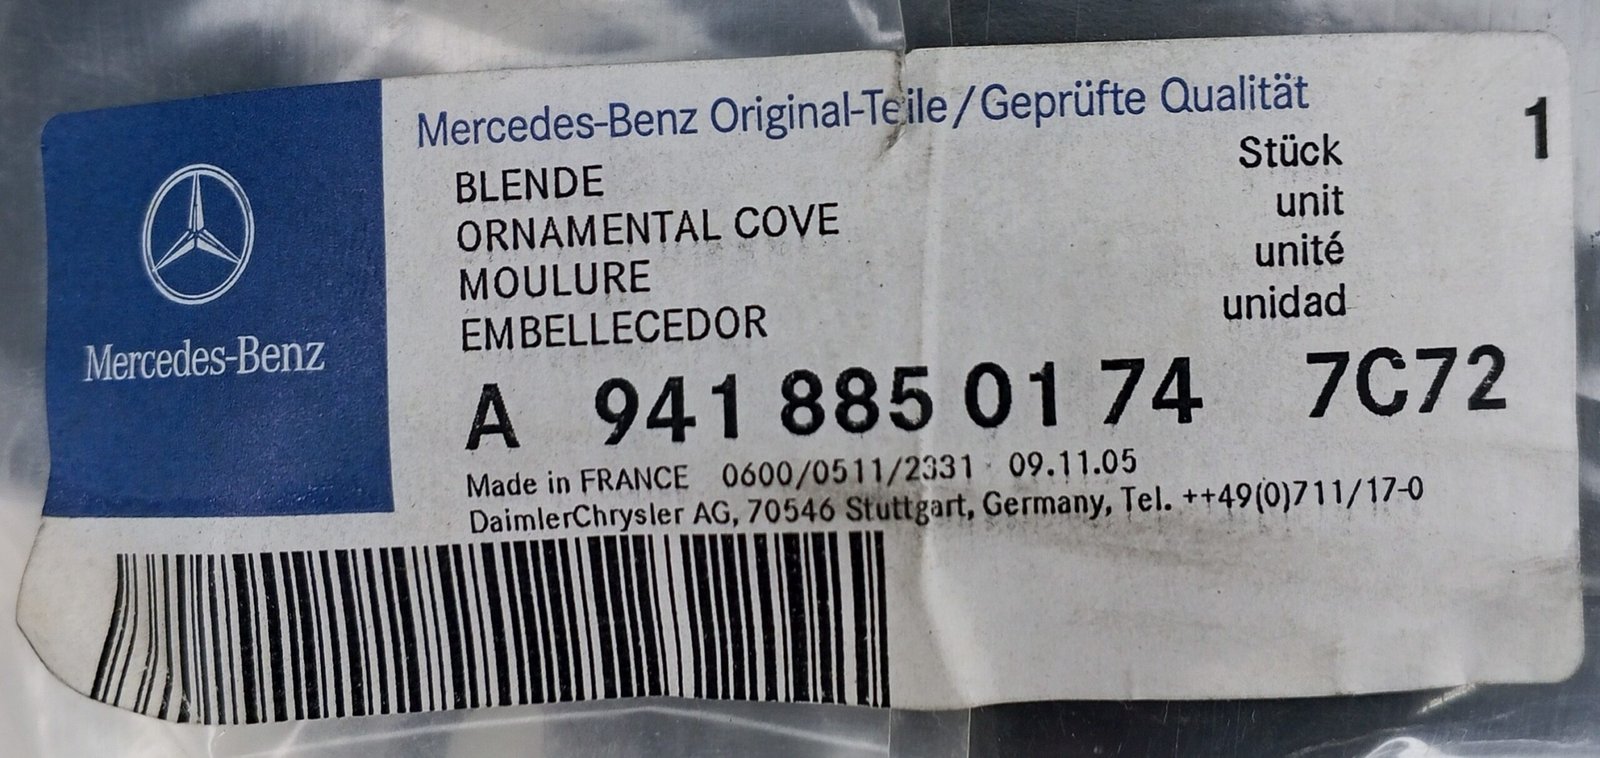 Mercedes-Benz
Mercedes-Benz Original-Teile/Geprüfte Qualität
BLENDE
ORNAMENTAL COVE
MOULURE
EMBELLECEDOR
Stück 1
unit
unité
unidad
A 941 885 01 74 7C72
Made in FRANCE 0600/0511/2331 09.11.05
DaimlerChrysler AG, 70546 Stuttgart, Germany, Tel. ++49(0)711/17-0